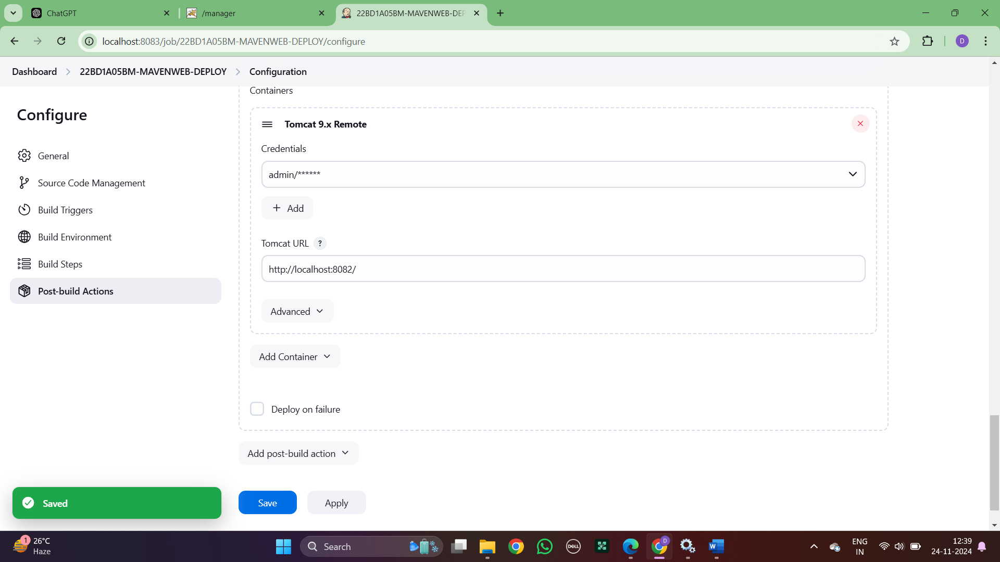 ChatGPT
/manager
22BD1A05BM-MAVENWEB-DEP
localhost:8083/job/22BD1A05BM-MAVENWEB-DEPLOY/configure
D
Dashboard
22BD1A05BM-MAVENWEB-DEPLOY
Configuration
Configure
General
Source Code Management
Build Triggers
Build Environment
Build Steps
Post-build Actions
Containers
Tomcat 9.x Remote
Credentials
admin/******
+ Add
Tomcat URL ?
http://localhost:8082/
Advanced
Add Container
Deploy on failure
Add post-build action
Saved
Save
Apply
1
26°C
Haze
Search
DELL
D
W
ENG
IN
12:39
24-11-2024